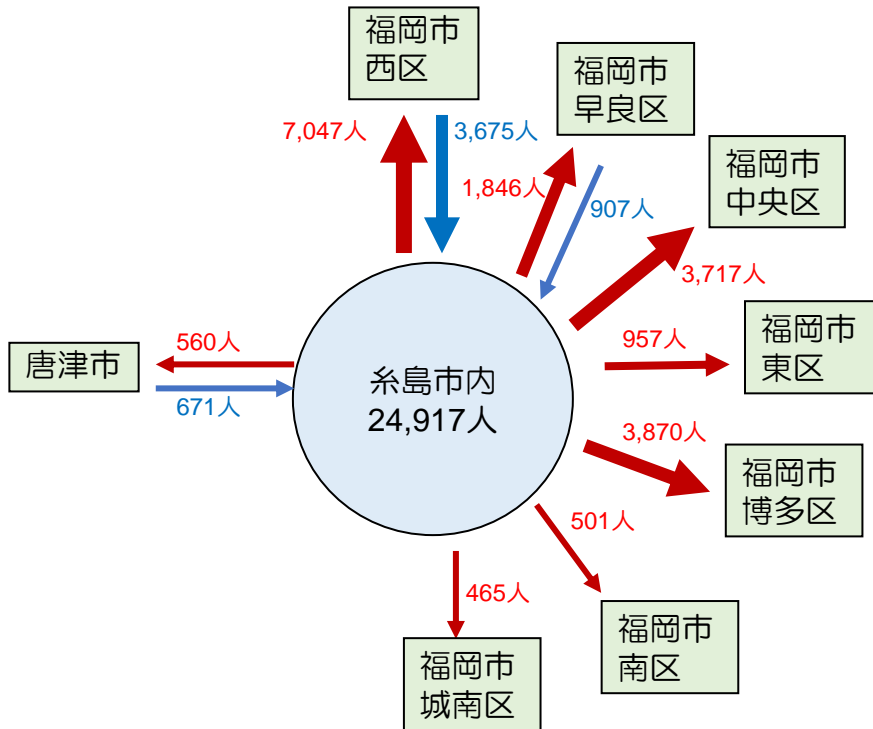 福岡市
西区
7,047人
3,675人
福岡市
早良区
1,846人
907人
福岡市
中央区
3,717人
福岡市
東区
957人
福岡市
博多区
3,870人
福岡市
南区
501人
福岡市
城南区
465人
唐津市
560人
671人
糸島市内
24,917人